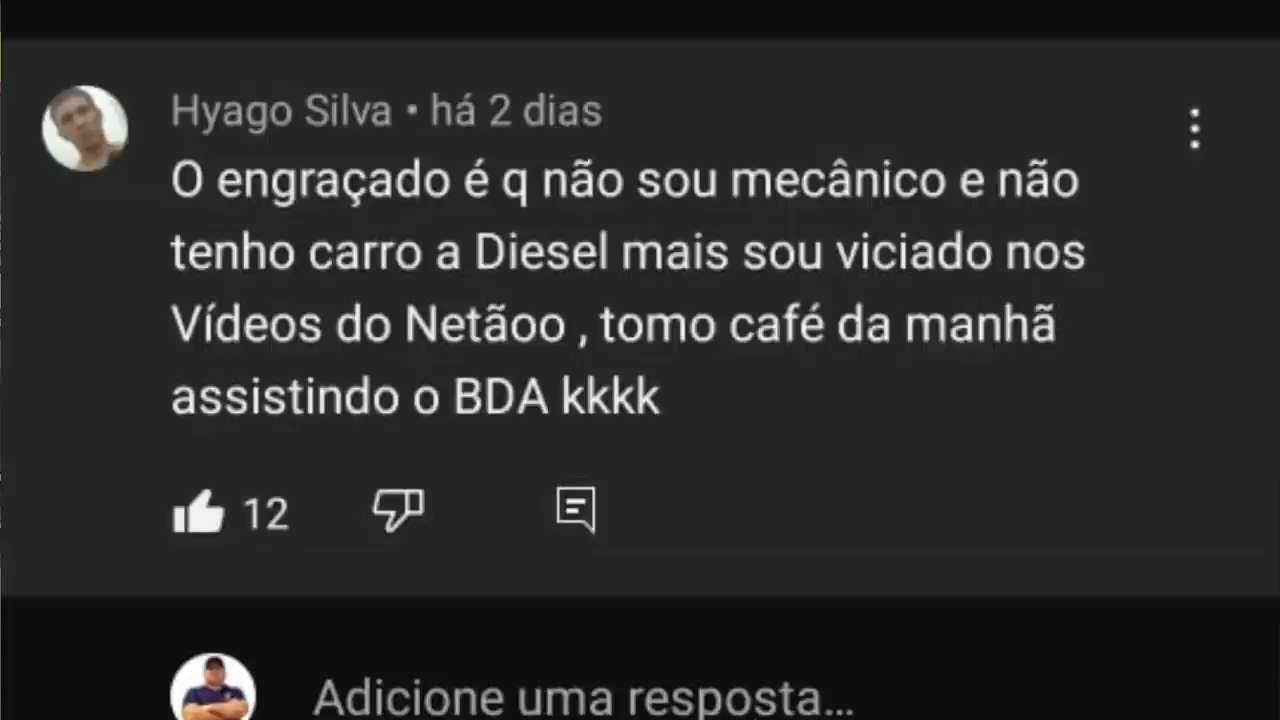 Hyago Silva • há 2 dias
O engraçado é q não sou mecânico e não
tenho carro a Diesel mais sou viciado nos
Vídeos do Netãoo , tomo café da manhã
assistindo o BDA kkkk
12
Adicione uma resposta...